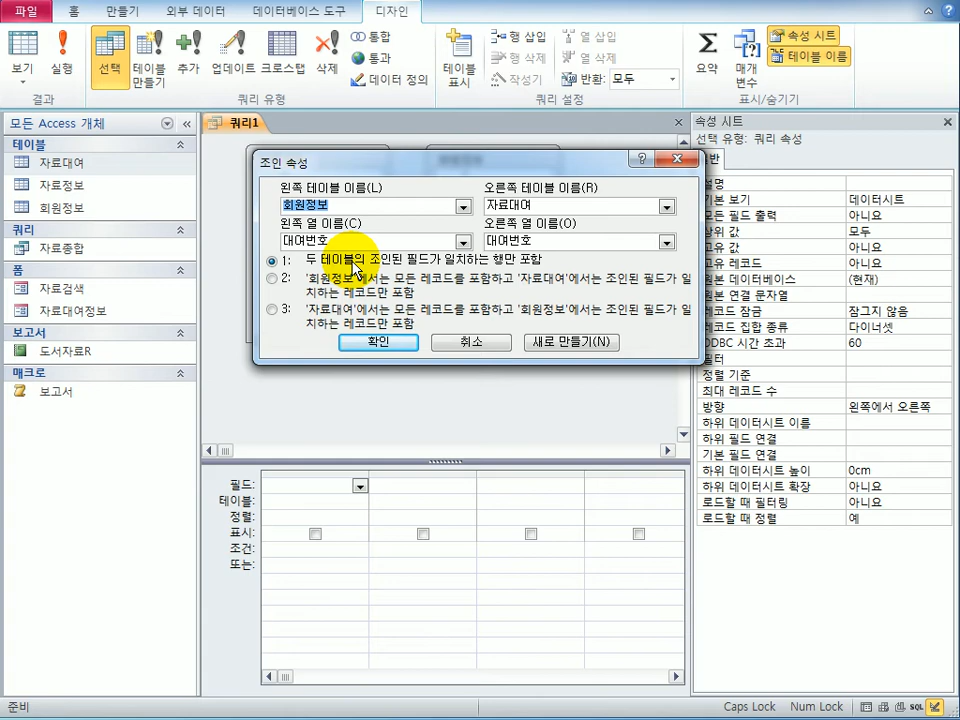 파일 홈 만들기 외부 데이터 데이터베이스 도구 디자인
보기 실행 선택 테이블 만들기 추가 업데이트 크로스탭 삭제 통합 통과 데이터 정의 테이블 표시 행 삽입 행 삭제 작성기 열 삽입 열 삭제 반환: 모두 요약 매개 변수 속성 시트 테이블 이름
결과 쿼리 유형 쿼리 설정 표시/숨기기
모든 Access 개체
테이블
자료대여
자료정보
회원정보
쿼리
자료종합
폼
자료검색
자료대여정보
보고서
도서자료R
매크로
보고서
쿼리1
조인 속성
왼쪽 테이블 이름(L) 오른쪽 테이블 이름(R)
회원정보 자료대여
왼쪽 열 이름(C) 오른쪽 열 이름(O)
대여번호 대여번호
1: 두 테이블의 조인된 필드가 일치하는 행만 포함
2: '회원정보'에서는 모든 레코드를 포함하고 '자료대여'에서는 조인된 필드가 일
치하는 레코드만 포함
3: '자료대여'에서는 모든 레코드를 포함하고 '회원정보'에서는 조인된 필드가 일
치하는 레코드만 포함
확인 취소 새로 만들기(N)
필드:
테이블:
정렬:
표시:
조건:
또는:
속성 시트
선택 유형: 쿼리 속성
반
설명
기본 보기 데이터시트
모든 필드 출력 아니요
상위 값 모두
고유 값 아니요
고유 레코드 아니요
원본 데이터베이스 (현재)
원본 연결 문자열
레코드 잠금 잠그지 않음
레코드 집합 종류 다이너셋
ODBC 시간 초과 60
필터
정렬 기준
최대 레코드 수
방향 왼쪽에서 오른쪽
하위 데이터시트 이름
하위 필드 연결
기본 필드 연결
하위 데이터시트 높이 0cm
하위 데이터시트 확장 아니요
로드할 때 필터링 아니요
로드할 때 정렬 예
준비 Caps Lock Num Lock SQL